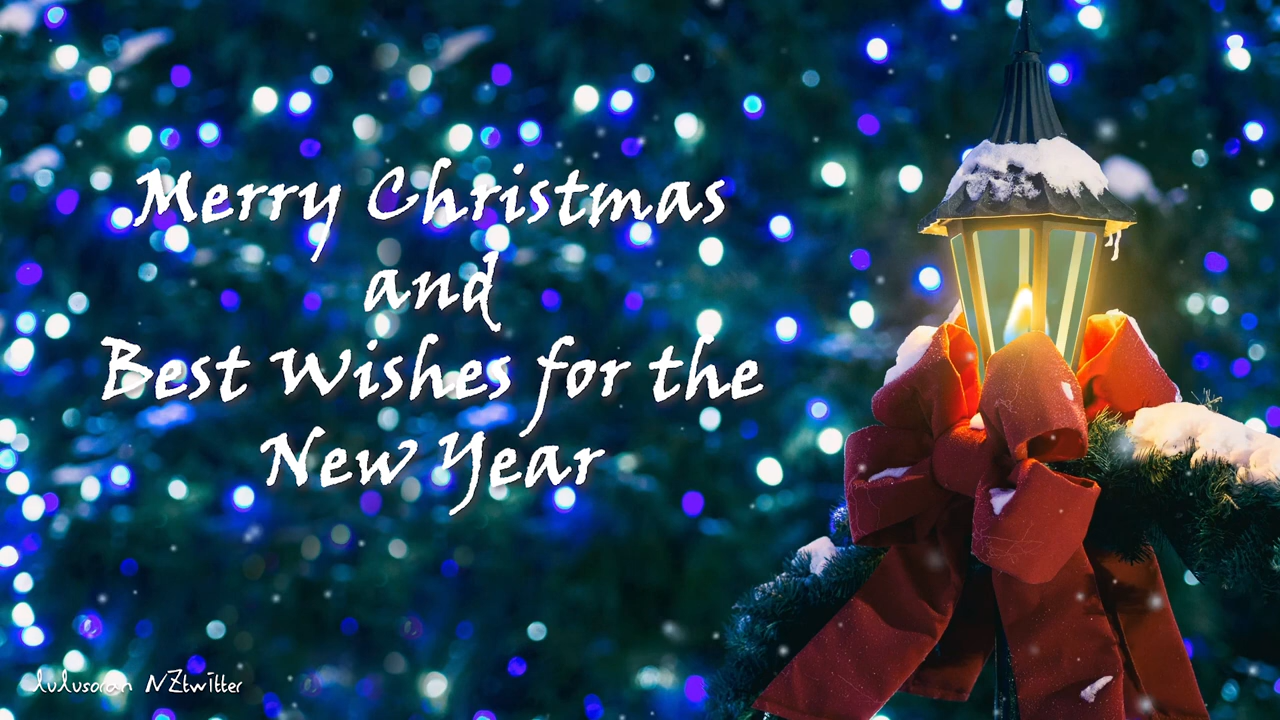 Merry Christmas
and
Best Wishes for the
New Year
lulusoran NZtwitter